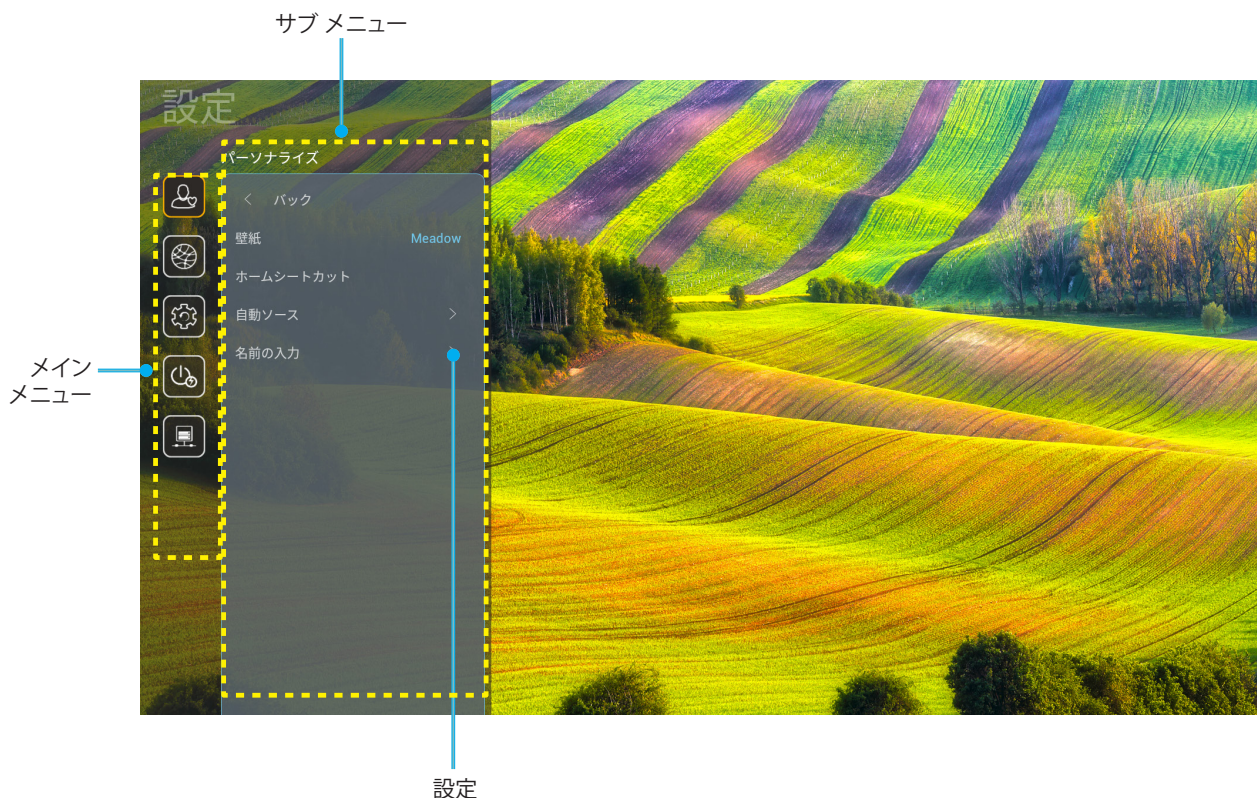 サブ メニュー
設定
パーソナライズ
バック
壁紙 Meadow
ホームシートカット
自動ソース
名前の入力
メイン
メニュー
設定